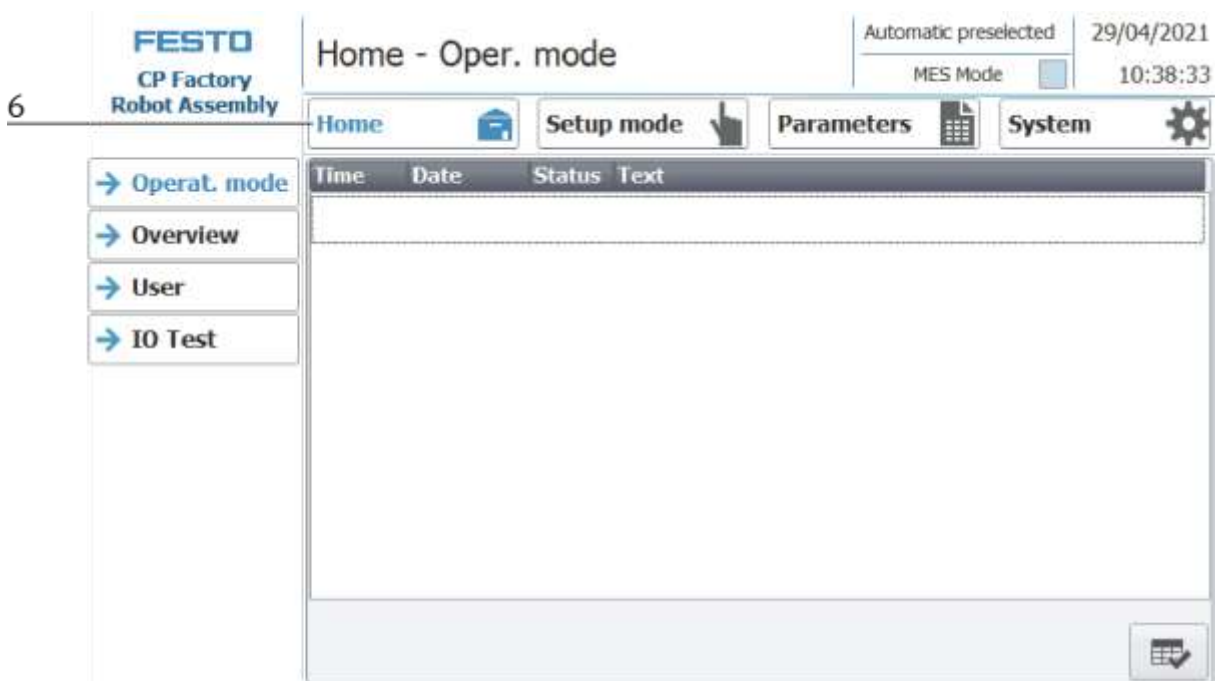 FESTO
CP Factory
Robot Assembly
Home - Oper. mode
Automatic preselected
MES Mode
29/04/2021
10:38:33
6
Home
Setup mode
Parameters
System
Operat. mode
Overview
User
IO Test
Time Date Status Text